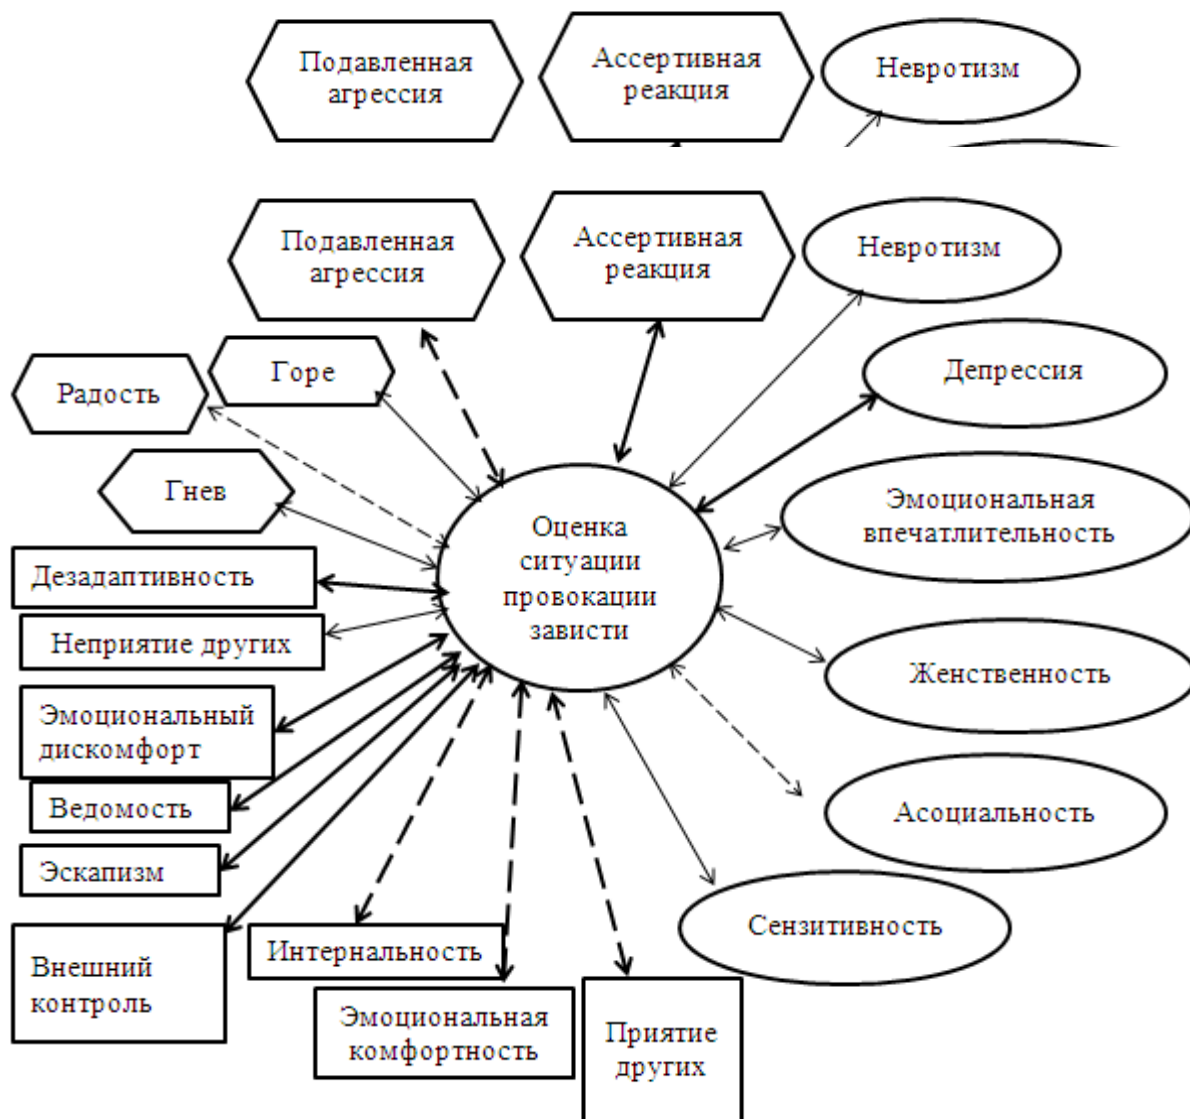 Подавленная
агрессия
Ассертивная
реакция
Невротизм
Подавленная
агрессия
Ассертивная
реакция
Невротизм
Горе
Депрессия
Радость
Гнев
Эмоциональная
впечатлительность
Оценка
ситуации
провокации
зависти
Дезадаптивность
Неприятие других
Женственность
Эмоциональный
дискомфорт
Ведомость
Асоциальность
Эскапизм
Сензитивность
Внешний
контроль
Интернальность
Эмоциональная
комфортность
Приятие
других